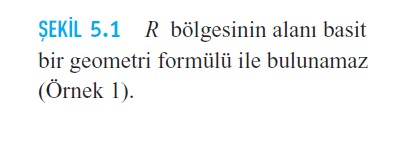 ŞEKİL 5.1 R bölgesinin alanı basit
bir geometri formülü ile bulunamaz
(Örnek 1).